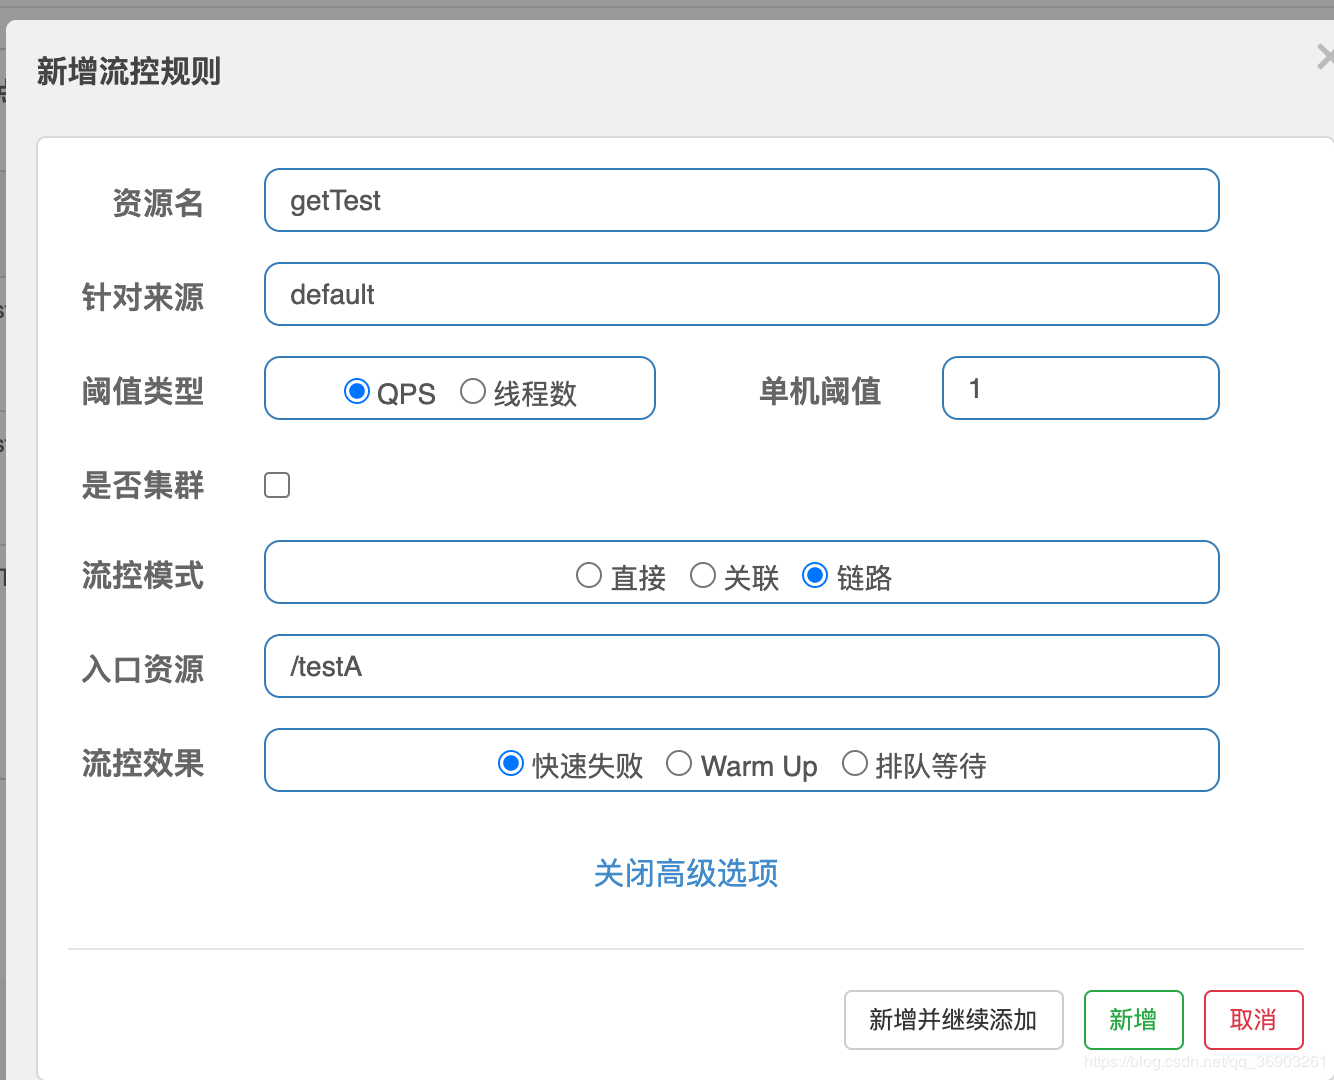 新增流控规则
资源名 getTest
针对来源 default
阈值类型 QPS 线程数 单机阈值 1
是否集群
流控模式 直接 关联 链路
入口资源 /testA
流控效果 快速失败 Warm Up 排队等待
关闭高级选项
新增并继续添加 新增 取消
https://blog.csdn.net/qq_36903261